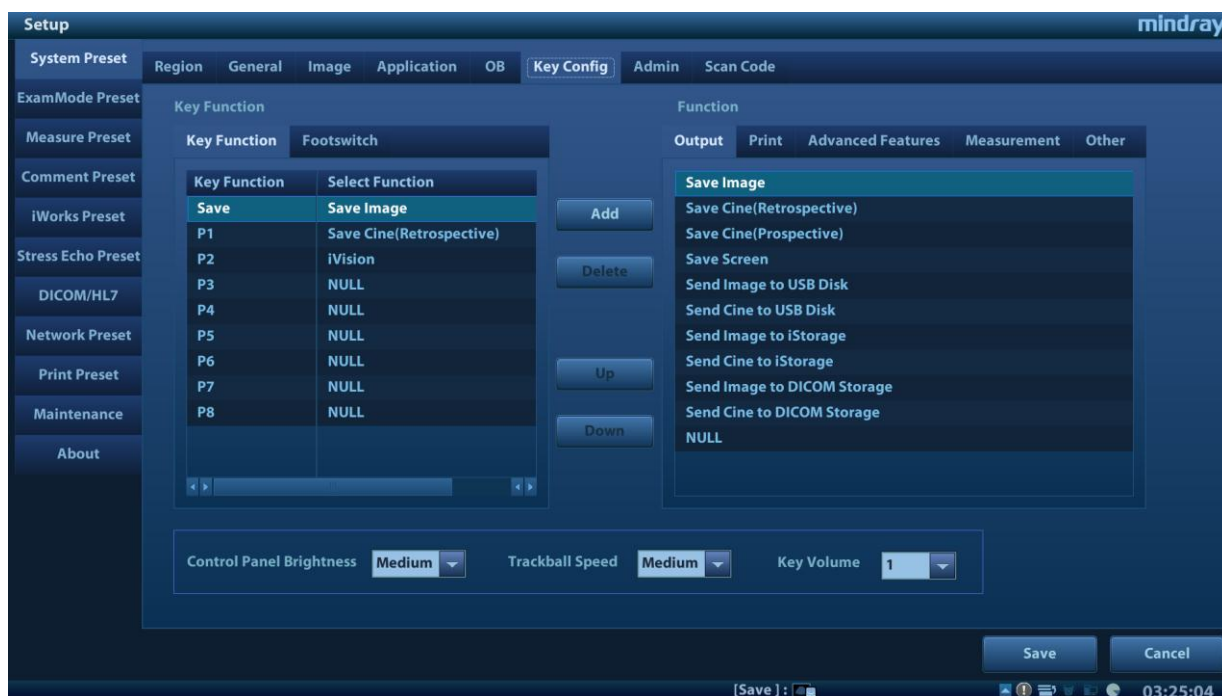 Setup
mindray
System Preset
ExamMode Preset
Measure Preset
Comment Preset
iWorks Preset
Stress Echo Preset
DICOM/HL7
Network Preset
Print Preset
Maintenance
About
Region General Image Application OB Key Config Admin Scan Code
Key Function
Key Function Footswitch
Key Function Select Function
Save Save Image
P1 Save Cine(Retrospective)
P2 iVision
P3 NULL
P4 NULL
P5 NULL
P6 NULL
P7 NULL
P8 NULL
Add
Delete
Up
Down
Function
Output Print Advanced Features Measurement Other
Save Image
Save Cine(Retrospective)
Save Cine(Prospective)
Save Screen
Send Image to USB Disk
Send Cine to USB Disk
Send Image to iStorage
Send Cine to iStorage
Send Image to DICOM Storage
Send Cine to DICOM Storage
NULL
Control Panel Brightness Medium Trackball Speed Medium Key Volume 1
Save Cancel
[Save ] : 03:25:04